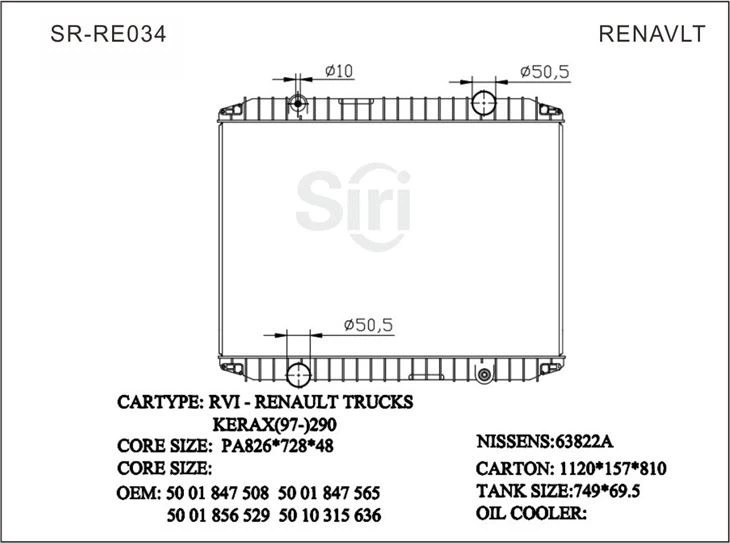 SR-RE034
RENAVLT
Ø10
Ø50,5
Siri
Ø50,5
CARTYPE: RVI - RENAULT TRUCKS
KERAX(97-)290
CORE SIZE: PA826*728*48
CORE SIZE:
OEM: 50 01 847 508 50 01 847 565
50 01 856 529 50 10 315 636
NISSENS:63822A
CARTON: 1120*157*810
TANK SIZE:749*69.5
OIL COOLER: